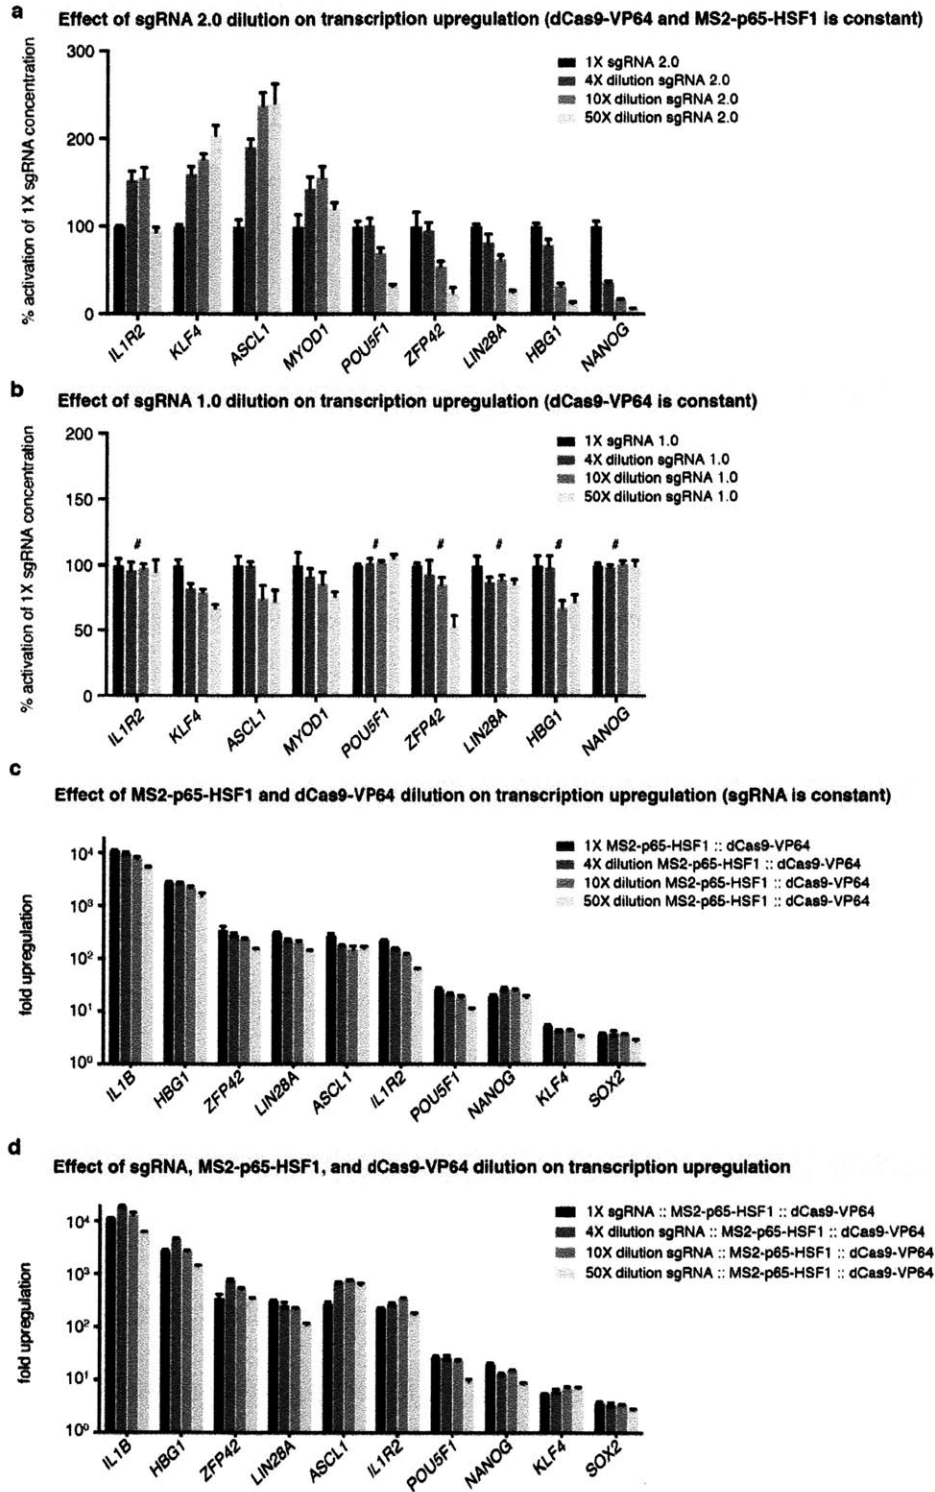 a
Effect of sgRNA 2.0 dilution on transcription upregulation (dCas9-VP64 and MS2-p65-HSF1 is constant)
% activation of 1X sgRNA concentration
300
200
100
0
1X sgRNA 2.0
4X dilution sgRNA 2.0
10X dilution sgRNA 2.0
50X dilution sgRNA 2.0
IL1R2 KLF4 ASCL1 MYOD1 POU5F1 ZFP42 LIN28A HBG1 NANOG
b
Effect of sgRNA 1.0 dilution on transcription upregulation (dCas9-VP64 is constant)
% activation of 1X sgRNA concentration
200
150
100
50
0
1X sgRNA 1.0
4X dilution sgRNA 1.0
10X dilution sgRNA 1.0
50X dilution sgRNA 1.0
# # # # # #
IL1R2 KLF4 ASCL1 MYOD1 POU5F1 ZFP42 LIN28A HBG1 NANOG
c
Effect of MS2-p65-HSF1 and dCas9-VP64 dilution on transcription upregulation (sgRNA is constant)
fold upregulation
10⁴
10³
10²
10¹
10⁰
1X MS2-p65-HSF1 :: dCas9-VP64
4X dilution MS2-p65-HSF1 :: dCas9-VP64
10X dilution MS2-p65-HSF1 :: dCas9-VP64
50X dilution MS2-p65-HSF1 :: dCas9-VP64
IL1B HBG1 ZFP42 LIN28A ASCL1 IL1R2 POU5F1 NANOG KLF4 SOX2
d
Effect of sgRNA, MS2-p65-HSF1, and dCas9-VP64 dilution on transcription upregulation
fold upregulation
10⁴
10³
10²
10¹
10⁰
1X sgRNA :: MS2-p65-HSF1 :: dCas9-VP64
4X dilution sgRNA :: MS2-p65-HSF1 :: dCas9-VP64
10X dilution sgRNA :: MS2-p65-HSF1 :: dCas9-VP64
50X dilution sgRNA :: MS2-p65-HSF1 :: dCas9-VP64
IL1B HBG1 ZFP42 LIN28A ASCL1 IL1R2 POU5F1 NANOG KLF4 SOX2